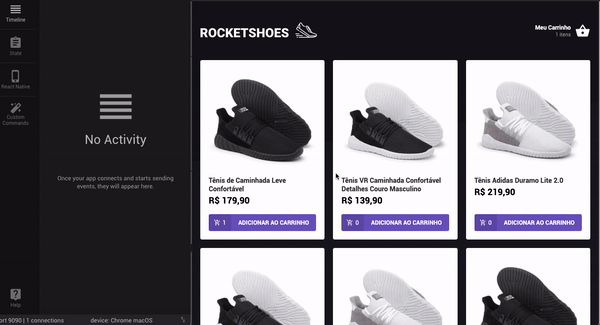 Timeline
State
React Native
Custom
Commands
Help
No Activity
Once your app connects and starts sending
events, they will appear here.
ort 9090 | 1 connections
device: Chrome macOS
ROCKETSHOES
Meu Carrinho
1 itens
Tênis de Caminhada Leve
Confortável
R$ 179,90
1 ADICIONAR AO CARRINHO
Tênis VR Caminhada Confortável
Detalhes Couro Masculino
R$ 139,90
0 ADICIONAR AO CARRINHO
Tênis Adidas Duramo Lite 2.0
R$ 219,90
0 ADICIONAR AO CARRINHO